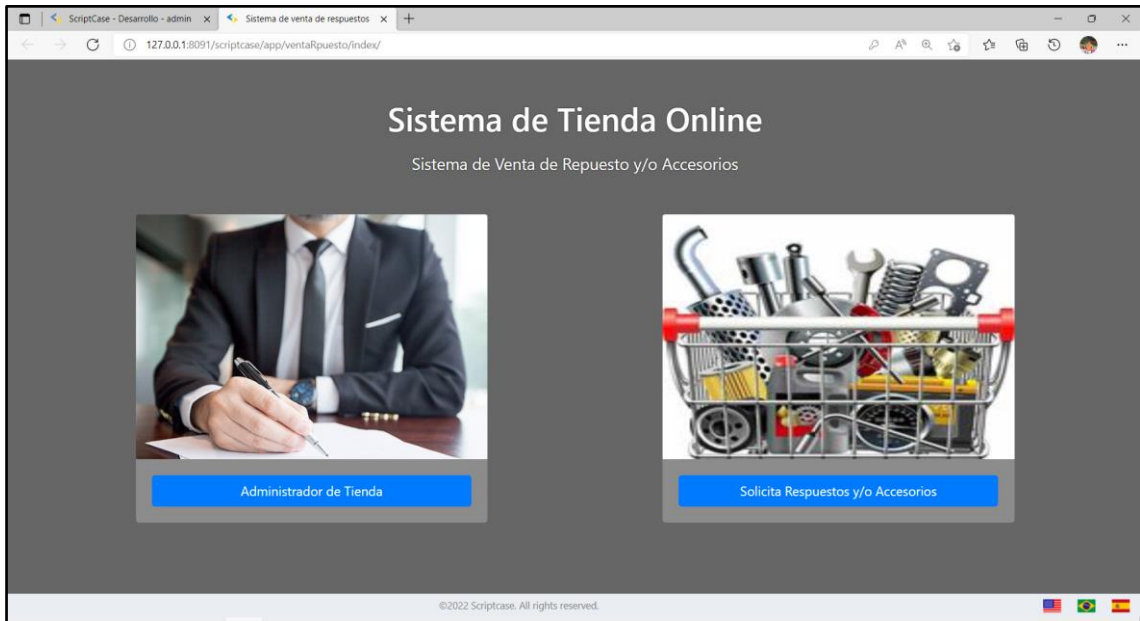 ScriptCase - Desarrollo - admin
Sistema de venta de respuestos
127.0.0.1:8091/scriptcase/app/ventaRpuesto/index/
Sistema de Tienda Online
Sistema de Venta de Repuesto y/o Accesorios
Administrador de Tienda
Solicita Respuestos y/o Accesorios
©2022 Scriptcase. All rights reserved.